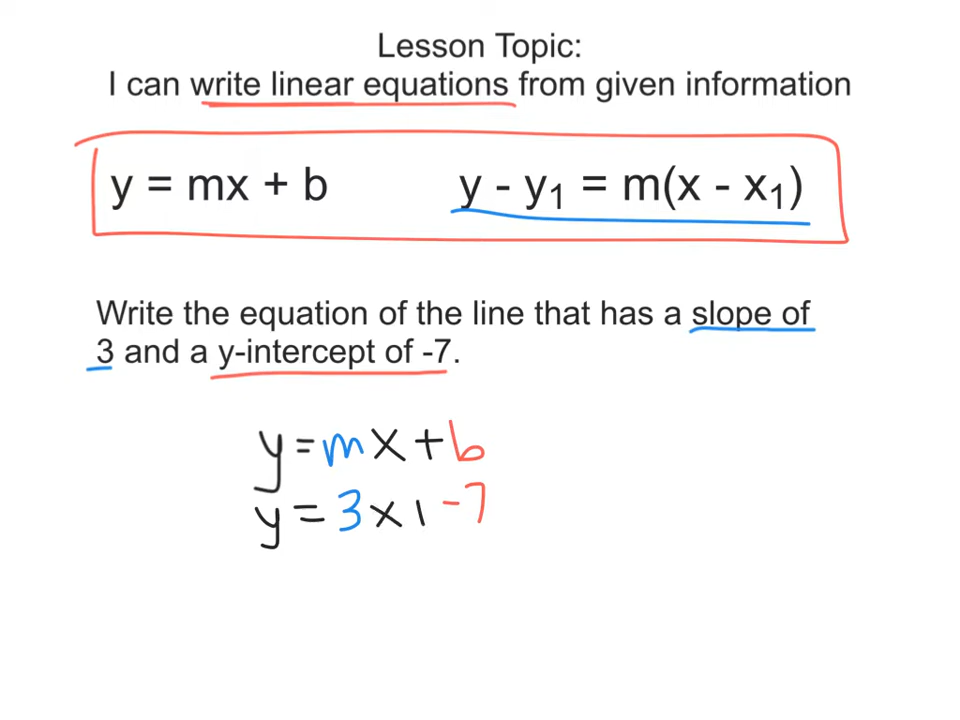 Lesson Topic:
I can write linear equations from given information
y = mx + b    y - y₁ = m(x - x₁)
Write the equation of the line that has a slope of
3 and a y-intercept of -7.
y=mx+b
y = 3x ı -7